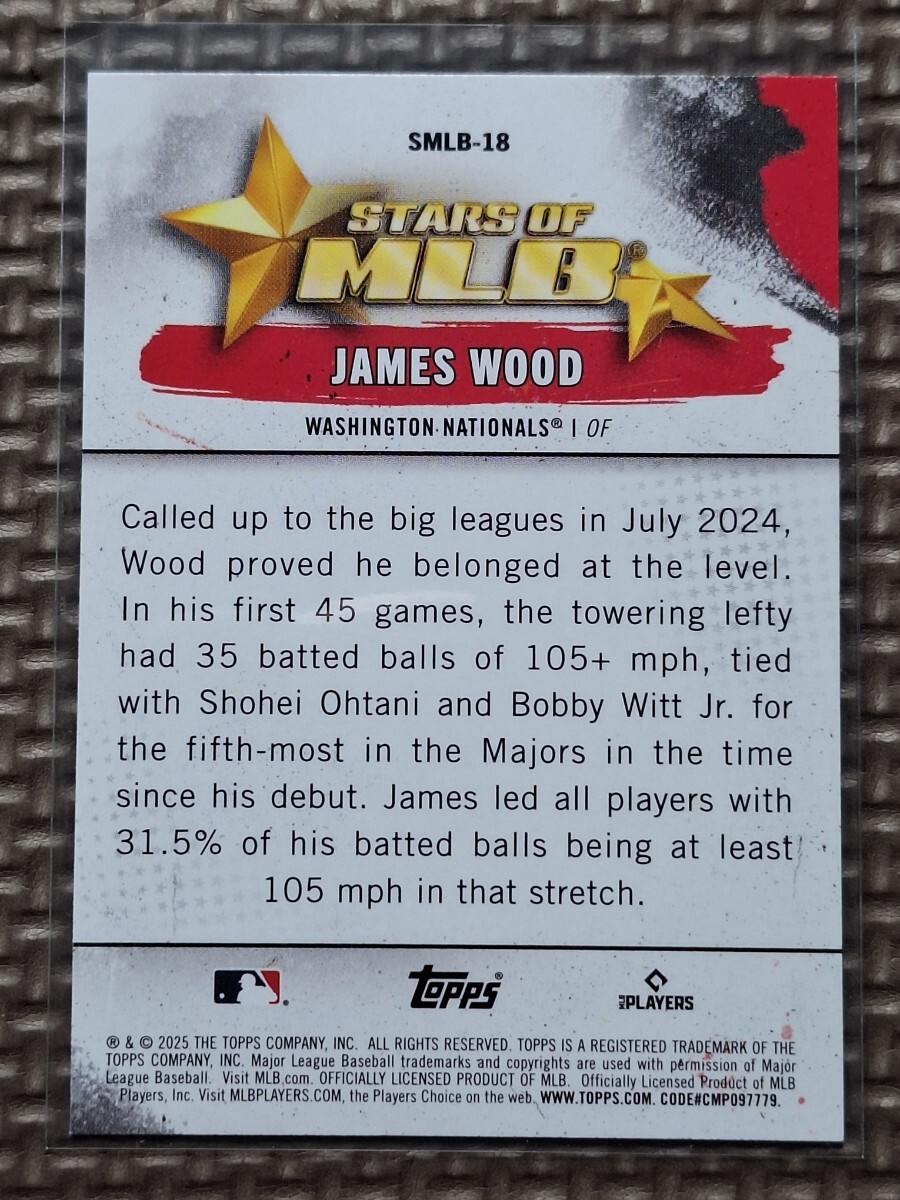 SMLB-18
STARS OF
MLB®
JAMES WOOD
WASHINGTON NATIONALS® | OF
Called up to the big leagues in July 2024,
Wood proved he belonged at the level.
In his first 45 games, the towering lefty
had 35 batted balls of 105+ mph, tied
with Shohei Ohtani and Bobby Witt Jr. for
the fifth-most in the Majors in the time
since his debut. James led all players with
31.5% of his batted balls being at least
105 mph in that stretch.
Topps®
MLB PLAYERS
® & © 2025 THE TOPPS COMPANY, INC. ALL RIGHTS RESERVED. TOPPS IS A REGISTERED TRADEMARK OF THE
TOPPS COMPANY, INC. Major League Baseball trademarks and copyrights are used with permission of Major
League Baseball. Visit MLB.com. OFFICIALLY LICENSED PRODUCT OF MLB. Officially Licensed Product of MLB
Players, Inc. Visit MLBPLAYERS.COM, the Players Choice on the web. WWW.TOPPS.COM. CODE#CMP097779.